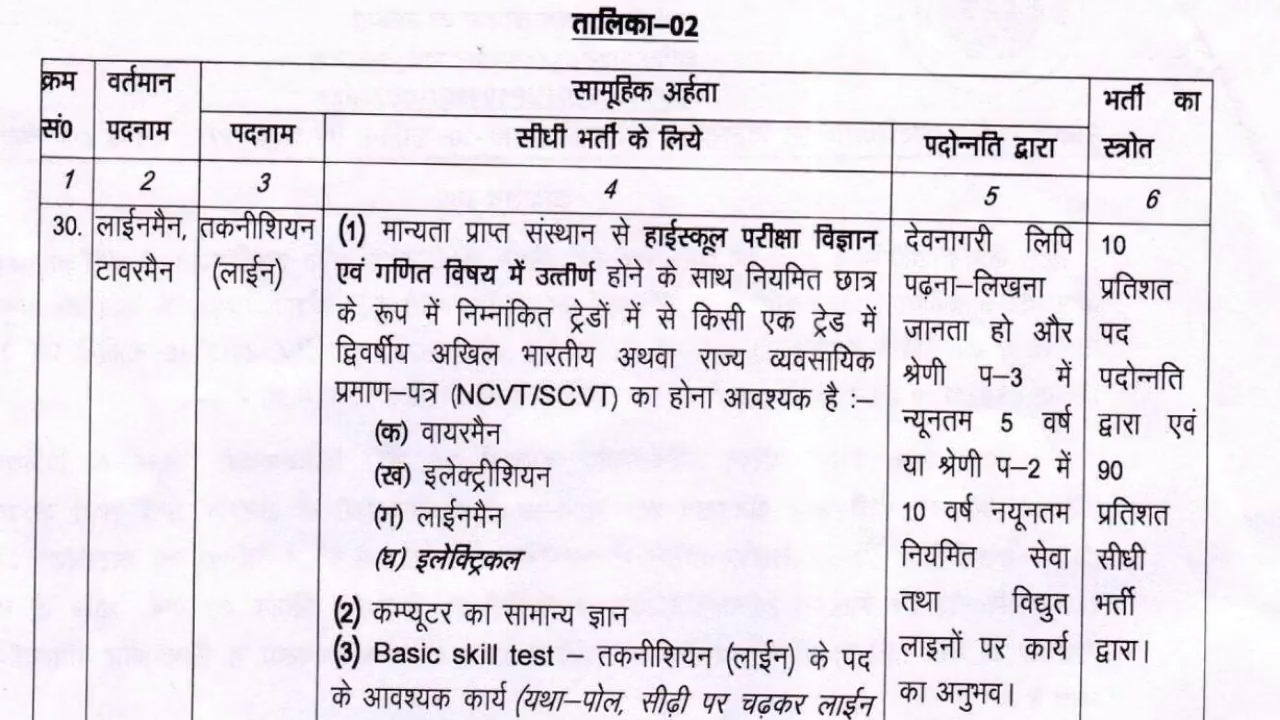 तालिका–02
क्रम सं0
वर्तमान पदनाम
सामूहिक अर्हता
भर्ती का स्त्रोत
पदनाम
सीधी भर्ती के लिये
पदोन्नति द्वारा
1 2 3 4 5 6
30.
लाईनमैन,
टावरमैन
तकनीशियन
(लाईन)
(1) मान्यता प्राप्त संस्थान से हाईस्कूल परीक्षा विज्ञान
एवं गणित विषय में उत्तीर्ण होने के साथ नियमित छात्र
के रूप में निम्नांकित ट्रेडों में से किसी एक ट्रेड में
द्विवर्षीय अखिल भारतीय अथवा राज्य व्यवसायिक
प्रमाण–पत्र (NCVT/SCVT) का होना आवश्यक है :–
(क) वायरमैन
(ख) इलेक्ट्रीशियन
(ग) लाईनमैन
(घ) इलेक्ट्रिकल
(2) कम्प्यूटर का सामान्य ज्ञान
(3) Basic skill test – तकनीशियन (लाईन) के पद
के आवश्यक कार्य (यथा–पोल, सीढ़ी पर चढ़कर लाईन
देवनागरी लिपि
पढ़ना–लिखना
जानता हो और
श्रेणी प–3 में
न्यूनतम 5 वर्ष
या श्रेणी प–2 में
10 वर्ष नयूनतम
नियमित सेवा
तथा विद्युत
लाइनों पर कार्य
का अनुभव।
10
प्रतिशत
पद
पदोन्नति
द्वारा एवं
90
प्रतिशत
सीधी
भर्ती
द्वारा।